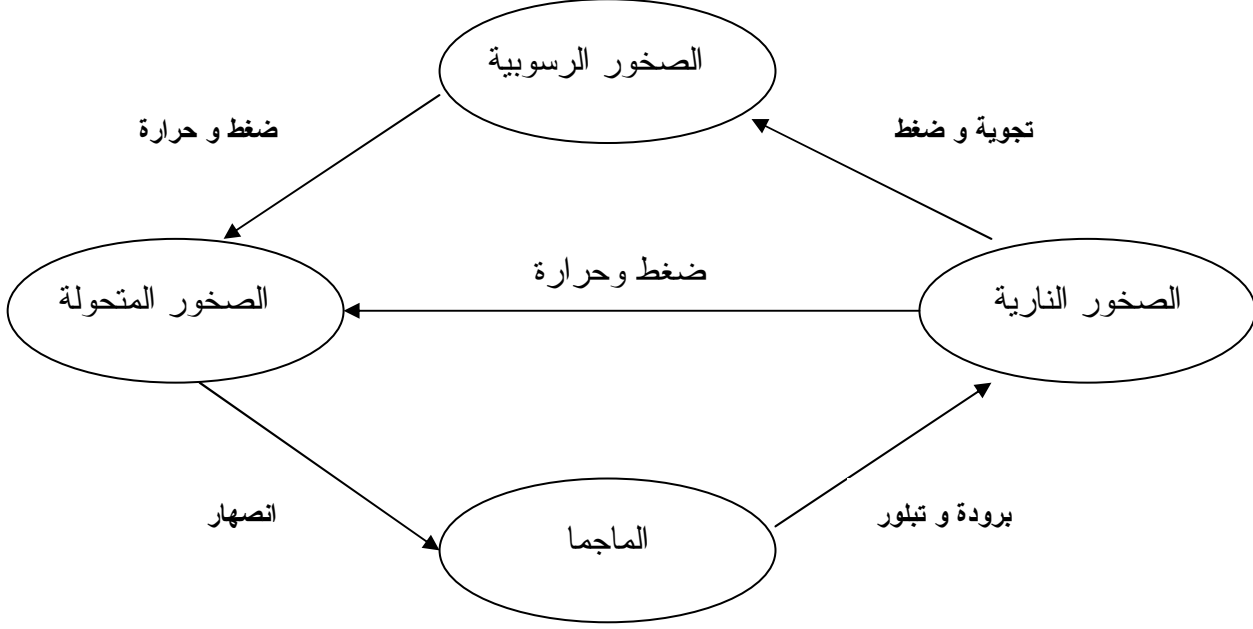 الصخور الرسوبية
تجوية و ضغط
ضغط و حرارة
ضغط وحرارة
الصخور النارية
الصخور المتحولة
برودة و تبلور
انصهار
الماجما